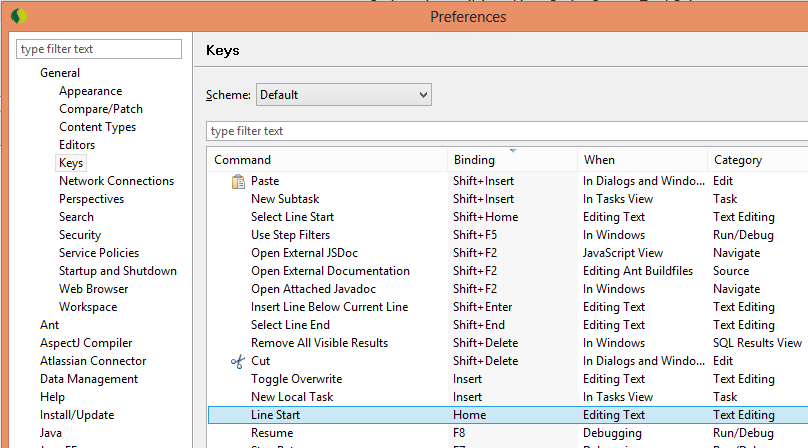 Preferences
type filter text
General
Appearance
Compare/Patch
Content Types
Editors
Keys
Network Connections
Perspectives
Search
Security
Service Policies
Startup and Shutdown
Web Browser
Workspace
Ant
AspectJ Compiler
Atlassian Connector
Data Management
Help
Install/Update
Java
Keys
Scheme: Default
type filter text
Command Binding When Category
Paste Shift+Insert In Dialogs and Windo... Edit
New Subtask Shift+Insert In Tasks View Task
Select Line Start Shift+Home Editing Text Text Editing
Use Step Filters Shift+F5 In Windows Run/Debug
Open External JSDoc Shift+F2 JavaScript View Navigate
Open External Documentation Shift+F2 Editing Ant Buildfiles Source
Open Attached Javadoc Shift+F2 In Windows Navigate
Insert Line Below Current Line Shift+Enter Editing Text Text Editing
Select Line End Shift+End Editing Text Text Editing
Remove All Visible Results Shift+Delete In Windows SQL Results View
Cut Shift+Delete In Dialogs and Windo... Edit
Toggle Overwrite Insert Editing Text Text Editing
New Local Task Insert In Tasks View Task
Line Start Home Editing Text Text Editing
Resume F8 Debugging Run/Debug